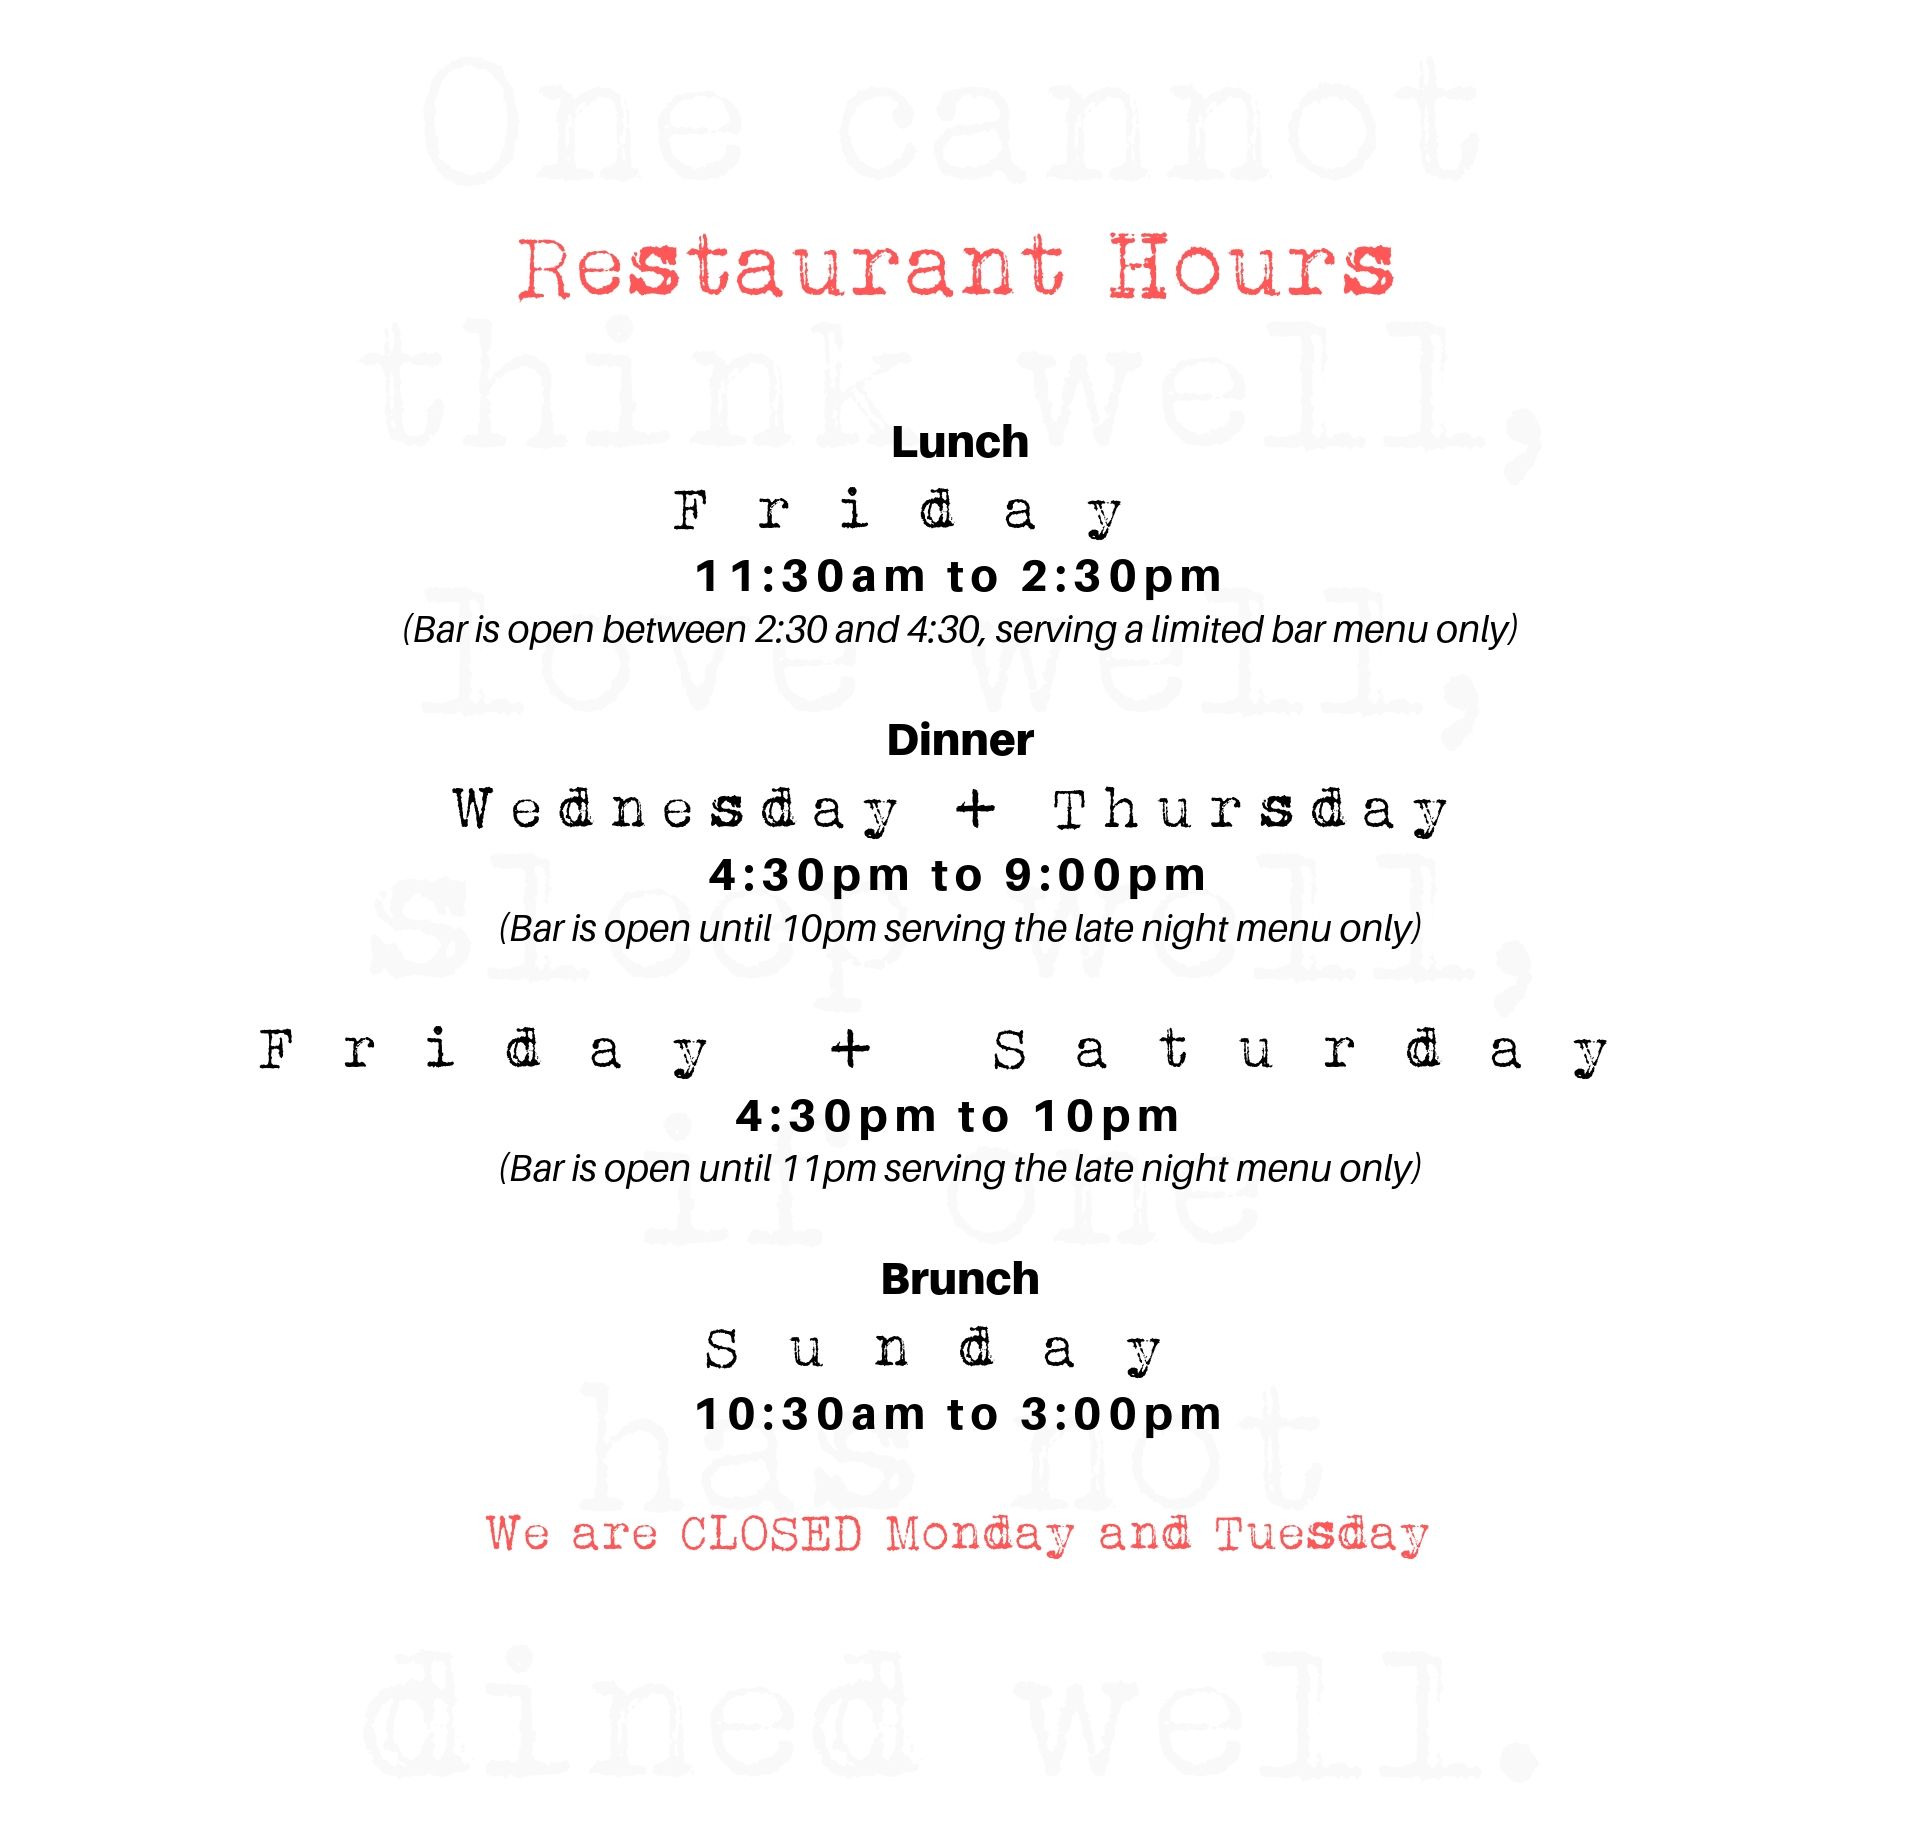 One cannot
Restaurant Hours
think well,
Lunch
Friday
11:30am to 2:30pm
(Bar is open between 2:30 and 4:30, serving a limited bar menu only)
love well,
Dinner
Wednesday + Thursday
4:30pm to 9:00pm
(Bar is open until 10pm serving the late night menu only)
sleep well,
Friday + Saturday
4:30pm to 10pm
(Bar is open until 11pm serving the late night menu only)
if one
Brunch
Sunday
10:30am to 3:00pm
has not
We are CLOSED Monday and Tuesday
dined well.